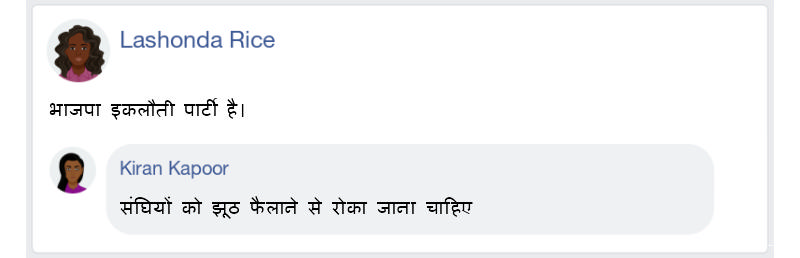 Lashonda Rice
भाजपा इकलौती पार्टी है।
Kiran Kapoor
संघियों को झूठ फैलाने से रोका जाना चाहिए